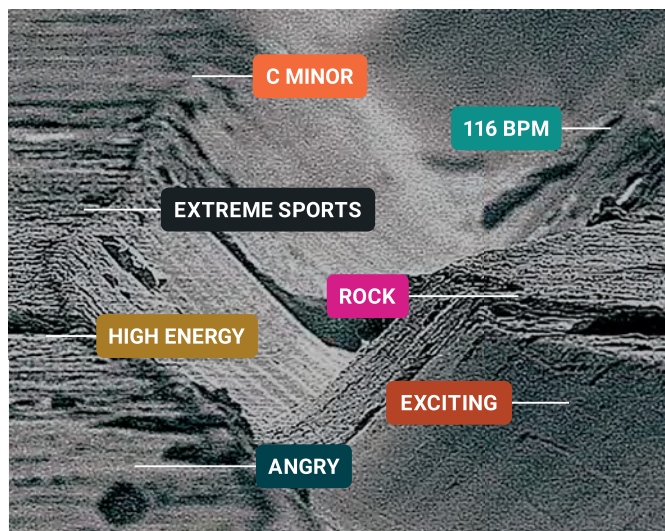 C MINOR
116 BPM
EXTREME SPORTS
ROCK
HIGH ENERGY
EXCITING
ANGRY